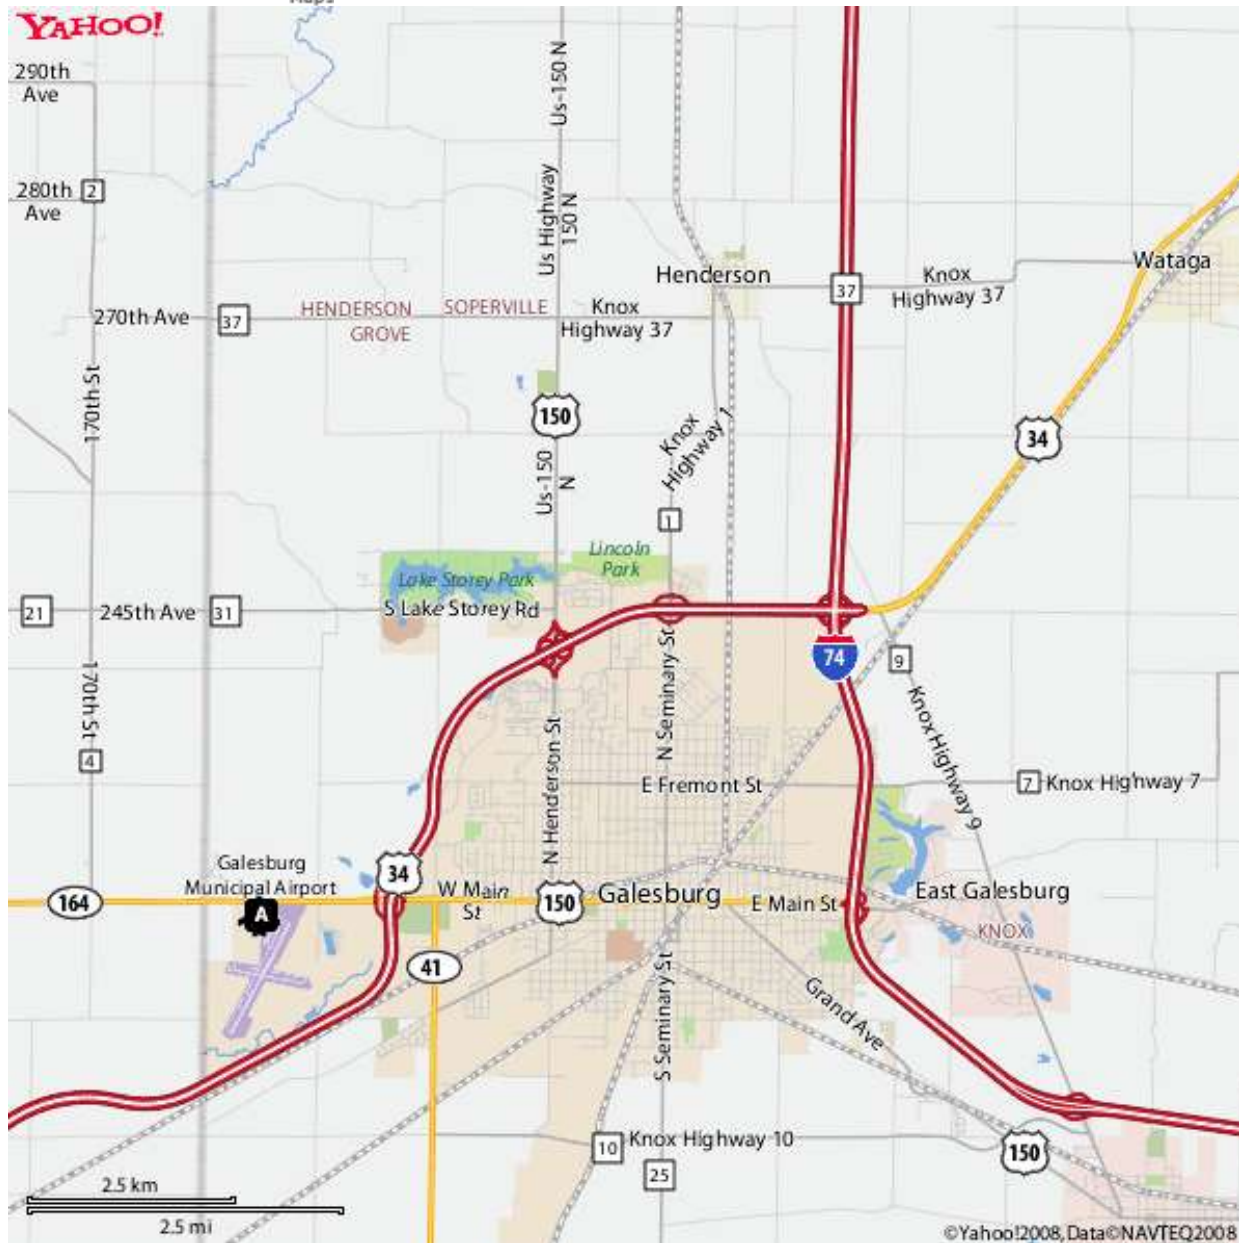 Maps
YAHOO!
290th
Ave
Us-150 N
2
280th
Ave
Us Highway
150 N
Henderson
Wataga
Knox
Highway 37
37
270th Ave
37
HENDERSON
GROVE
SOPERVILLE
Knox
Highway 37
170th St
150
Knox
Highway 1
34
Us-150
N
1
Lincoln
Park
Lake Storey Park
21
245th Ave
31
S Lake Storey Rd
74
9
170th St
N Seminary St
Knox Highway 9
N Henderson St
4
E Fremont St
7
Knox Highway 7
Galesburg
Municipal Airport
34
164
A
W Main
St
150
Galesburg
E Main St
East Galesburg
KNOX
41
S Seminary St
Grand Ave
10
Knox Highway 10
150
25
2.5 km
2.5 mi
©Yahoo!2008,Data©NAVTEQ2008